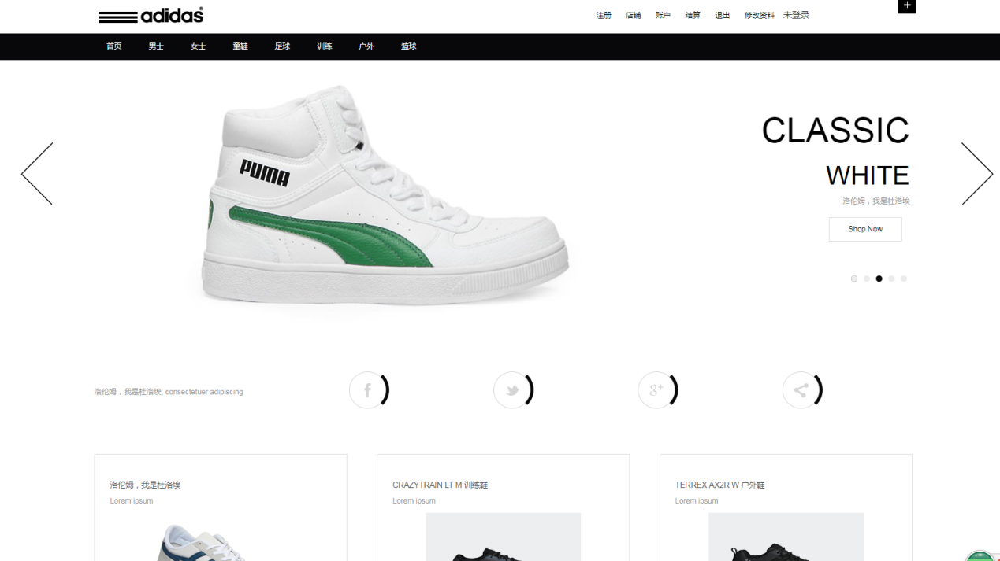 adidas®
注册 店铺 账户 结算 退出 修改资料 未登录
+
首页 男士 女士 童鞋 足球 训练 户外 篮球
PUMA
CLASSIC
WHITE
洛伦姆，我是杜洛埃
Shop Now
洛伦姆，我是杜洛埃, consectetuer adipiscing
f
g+
洛伦姆，我是杜洛埃
Lorem ipsum
CRAZYTRAIN LT M 训练鞋
Lorem ipsum
TERREX AX2R W 户外鞋
Lorem ipsum